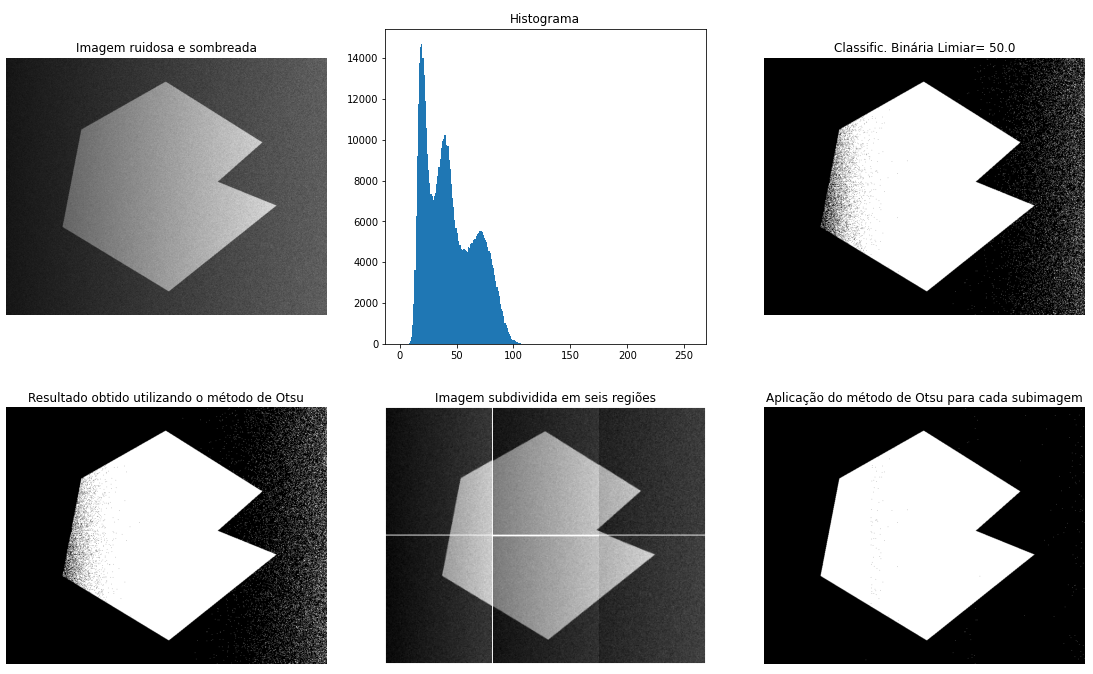 Imagem ruidosa e sombreada
Histograma
14000
12000
10000
8000
6000
4000
2000
0
0 50 100 150 200 250
Classific. Binária Limiar= 50.0
Resultado obtido utilizando o método de Otsu
Imagem subdividida em seis regiões
Aplicação do método de Otsu para cada subimagem